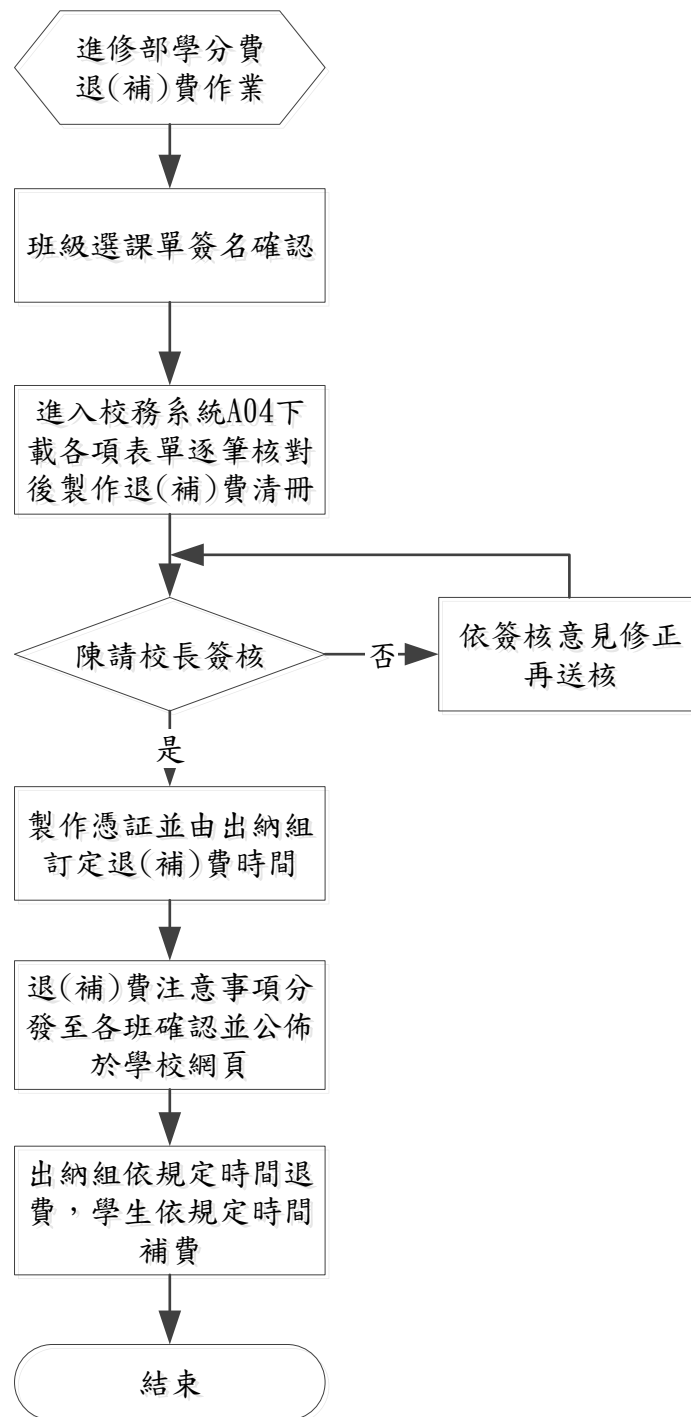 進修部學分費
退(補)費作業
班級選課單簽名確認
進入校務系統A04下
載各項表單逐筆核對
後製作退(補)費清冊
陳請校長簽核
否
依簽核意見修正
再送核
是
製作憑証並由出納組
訂定退(補)費時間
退(補)費注意事項分
發至各班確認並公佈
於學校網頁
出納組依規定時間退
費，學生依規定時間
補費
結束